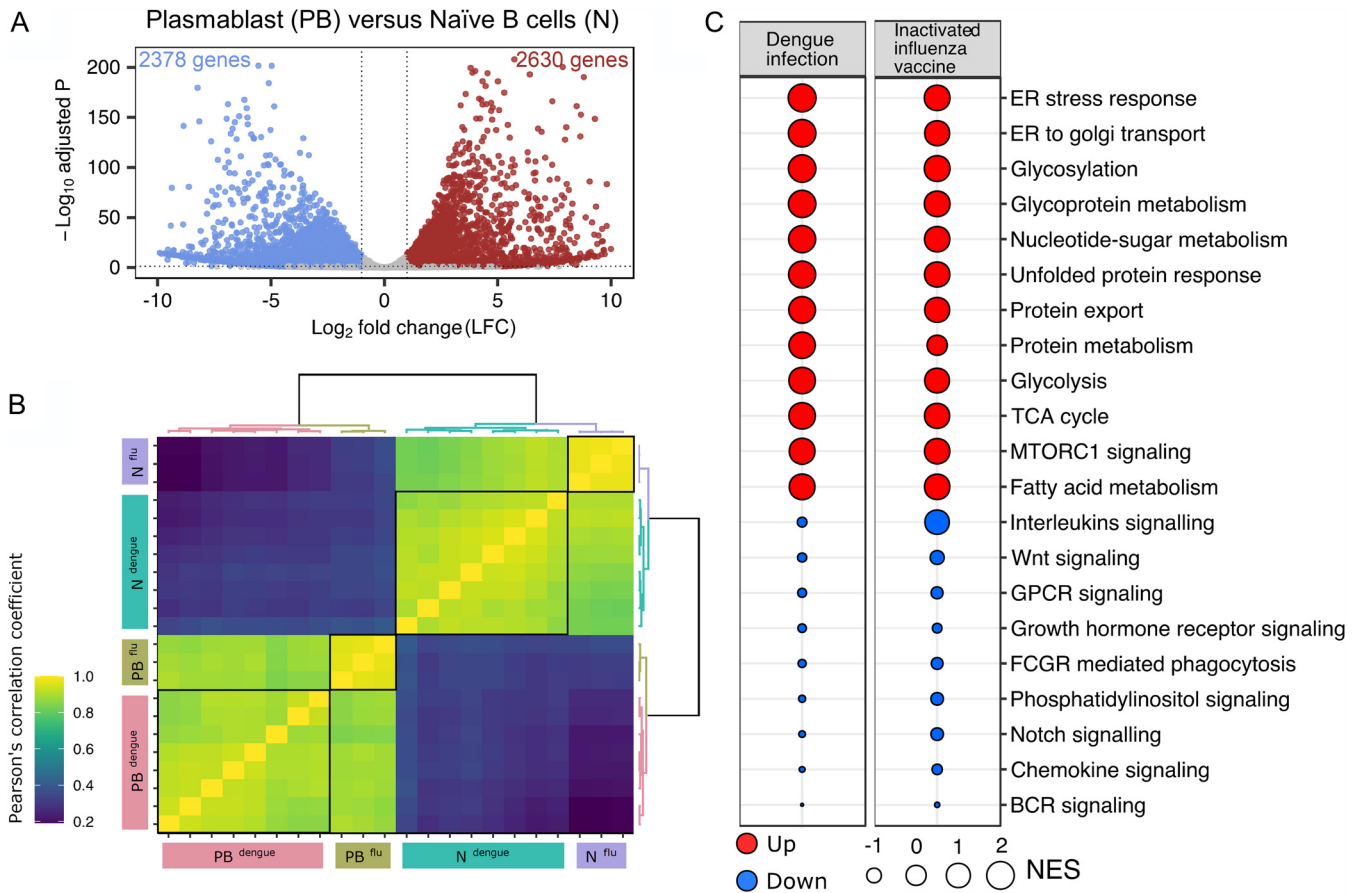 A
Plasmablast (PB) versus Naïve B cells (N)
2378 genes
2630 genes
200
150
100
50
0
– Log10 adjusted P
-10
-5
0
5
10
Log2 fold change (LFC)
B
N flu
N dengue
PB flu
PB dengue
Pearson's correlation coefficient
1.0
0.8
0.6
0.4
0.2
PB dengue
PB flu
N dengue
N flu
C
Dengue
infection
Inactivated
influenza
vaccine
ER stress response
ER to golgi transport
Glycosylation
Glycoprotein metabolism
Nucleotide-sugar metabolism
Unfolded protein response
Protein export
Protein metabolism
Glycolysis
TCA cycle
MTORC1 signaling
Fatty acid metabolism
Interleukins signalling
Wnt signaling
GPCR signaling
Growth hormone receptor signaling
FCGR mediated phagocytosis
Phosphatidylinositol signaling
Notch signalling
Chemokine signaling
BCR signaling
Up
Down
-1 0 1 2
NES